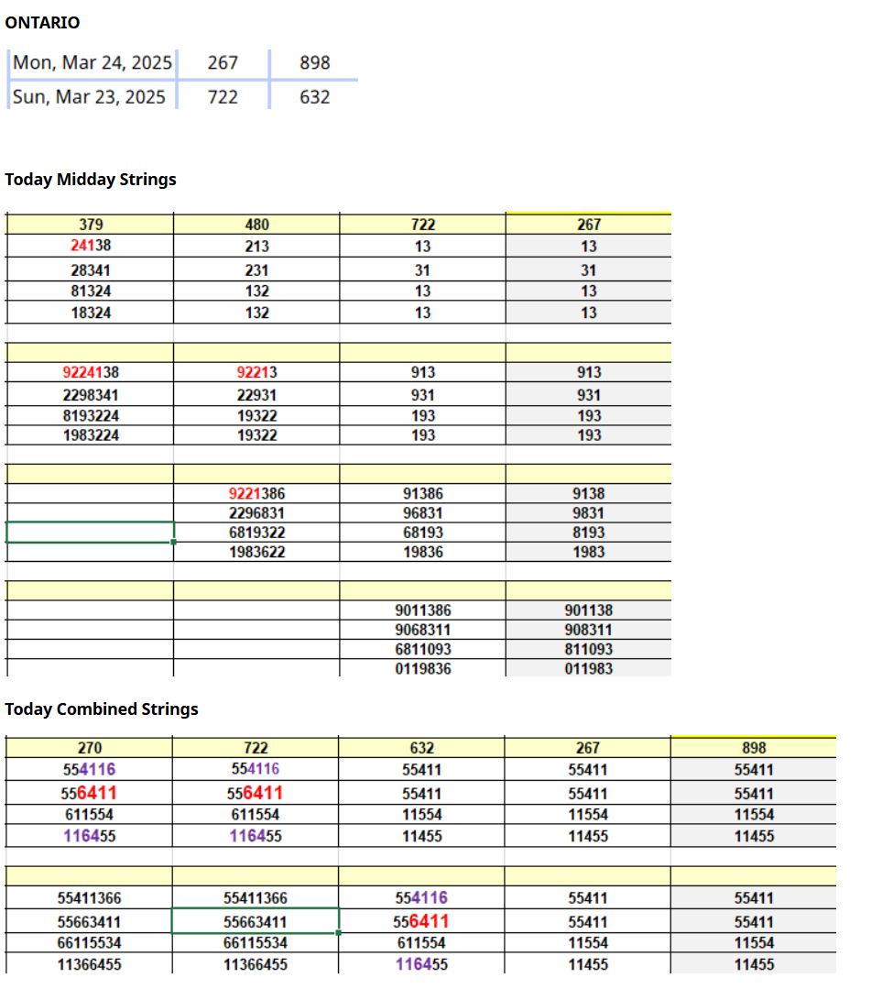 ONTARIO
Mon, Mar 24, 2025 267 898
Sun, Mar 23, 2025 722 632
Today Midday Strings
379 480 722 267
24138 213 13 13
28341 231 31 31
81324 132 13 13
18324 132 13 13
9224138 92213 913 913
2298341 22931 931 931
8193224 19322 193 193
1983224 19322 193 193
9221386 91386 9138
2296831 96831 9831
6819322 68193 8193
1983622 19836 1983
9011386 901138
9068311 908311
6811093 811093
0119836 011983
Today Combined Strings
270 722 632 267 898
554116 554116 55411 55411 55411
556411 556411 55411 55411 55411
611554 611554 11554 11554 11554
116455 116455 11455 11455 11455
55411366 55411366 554116 55411 55411
55663411 55663411 556411 55411 55411
66115534 66115534 611554 11554 11554
11366455 11366455 116455 11455 11455